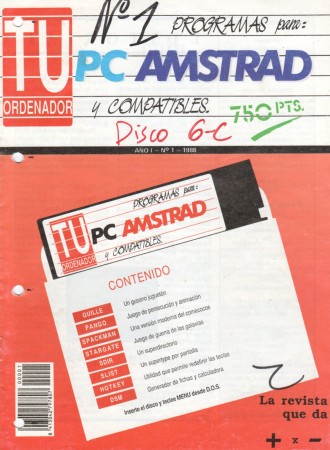 Nº 1
PROGRAMAS para:
TU
ORDENADOR
PC AMSTRAD
y COMPATIBLES.
750 PTS.
Disco 6-C
AÑO I – Nº 1 – 1988
PROGRAMAS para:
TU
ORDENADOR
PC AMSTRAD
y COMPATIBLES.
CONTENIDO
GUILLE Un gusano juguetón
PANGO Juego de persecución y animación
SPACKMAN Una versión moderna del comecocos
STARGATE Juego de guerra de las galaxias
SDIR Un superdirectorio
SLIST Un supertype por pantalla
HOTKEY Utilidad que permite redefinir las teclas
DSM Generador de fichas y calculadora
Inserte el disco y teclee MENU desde D.O.S.
00001
La revista
que da
+ x -